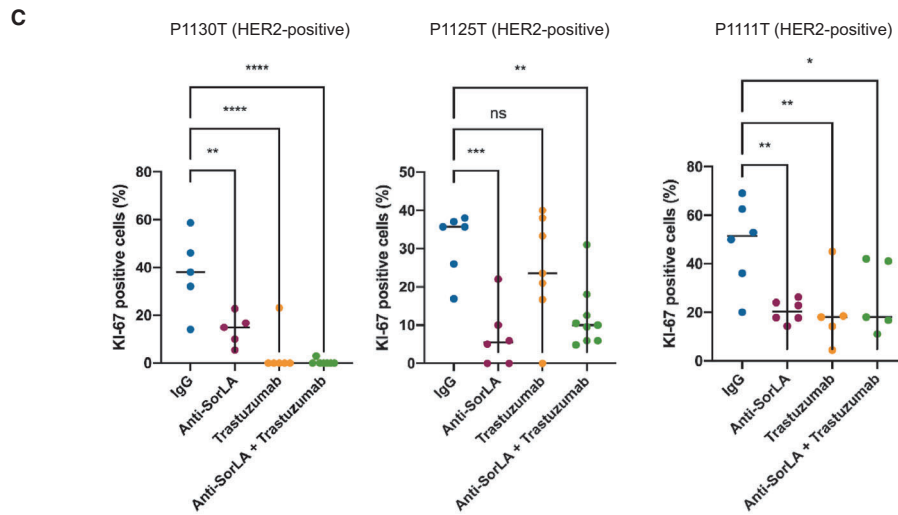 C
P1130T (HER2-positive)
****
****
**
KI-67 positive cells (%)
80
60
40
20
0
IgG
Anti-SorLA
Trastuzumab
Anti-SorLA + Trastuzumab
P1125T (HER2-positive)
**
ns
***
KI-67 positive cells (%)
50
40
30
20
10
0
IgG
Anti-SorLA
Trastuzumab
Anti-SorLA + Trastuzumab
P1111T (HER2-positive)
*
**
**
KI-67 positive cells (%)
80
60
40
20
0
IgG
Anti-SorLA
Trastuzumab
Anti-SorLA + Trastuzumab